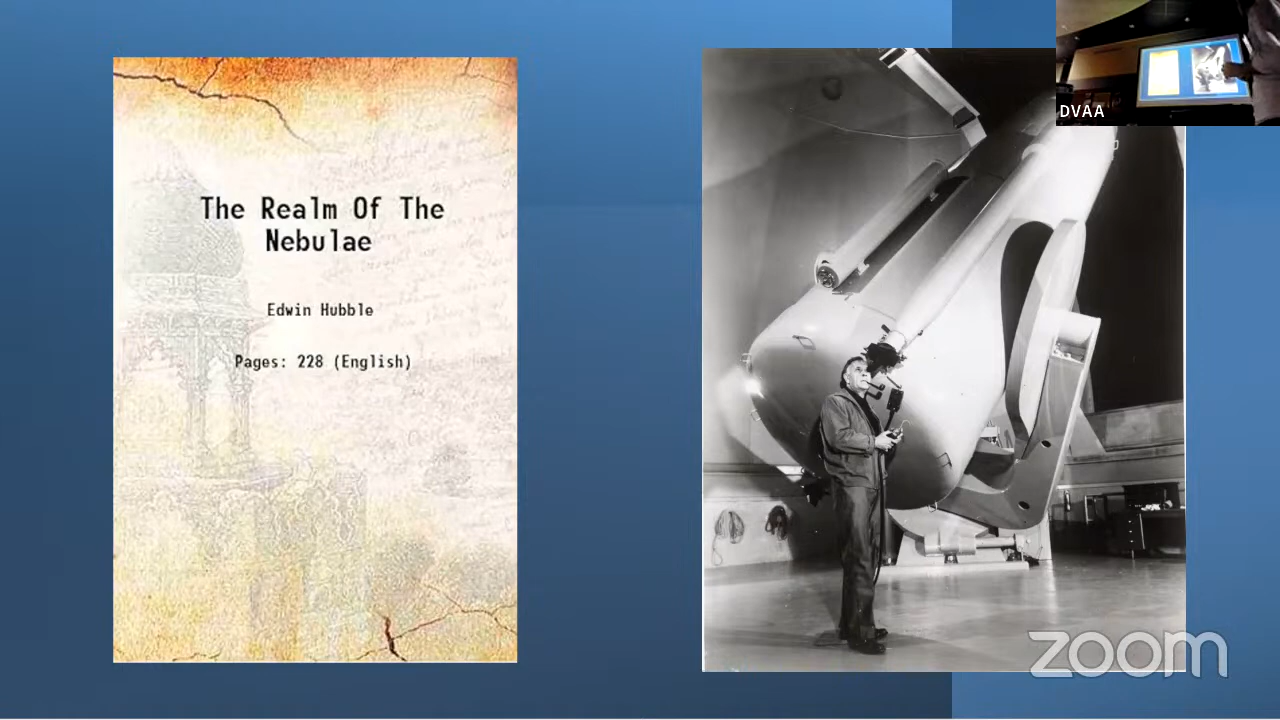 The Realm Of The
Nebulae
Edwin Hubble
Pages: 228 (English)
DVAA
zoom